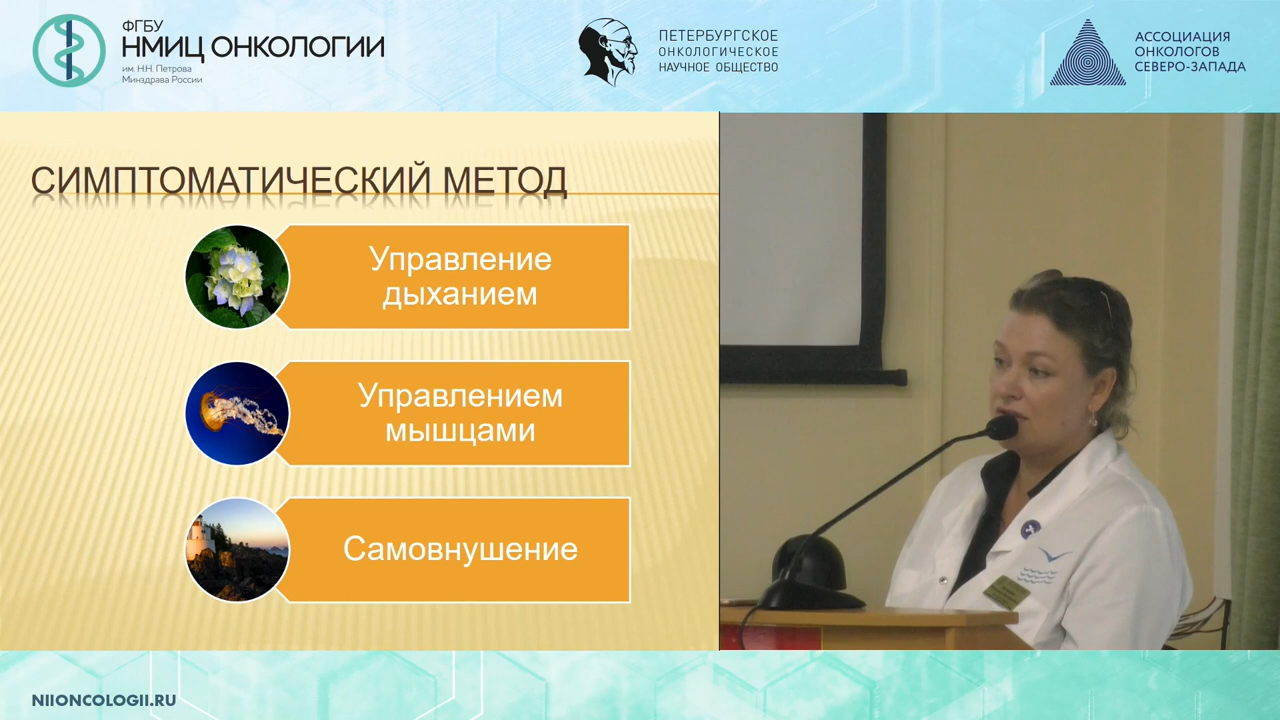 ФГБУ
НМИЦ ОНКОЛОГИИ
им. Н.Н. Петрова
Минздрава России
ПЕТЕРБУРГСКОЕ
ОНКОЛОГИЧЕСКОЕ
НАУЧНОЕ ОБЩЕСТВО
АССОЦИАЦИЯ
ОНКОЛОГОВ
СЕВЕРО-ЗАПАДА
СИМПТОМАТИЧЕСКИЙ МЕТОД
Управление
дыханием
Управлением
мышцами
Самовнушение
NIIONCOLOGII.RU